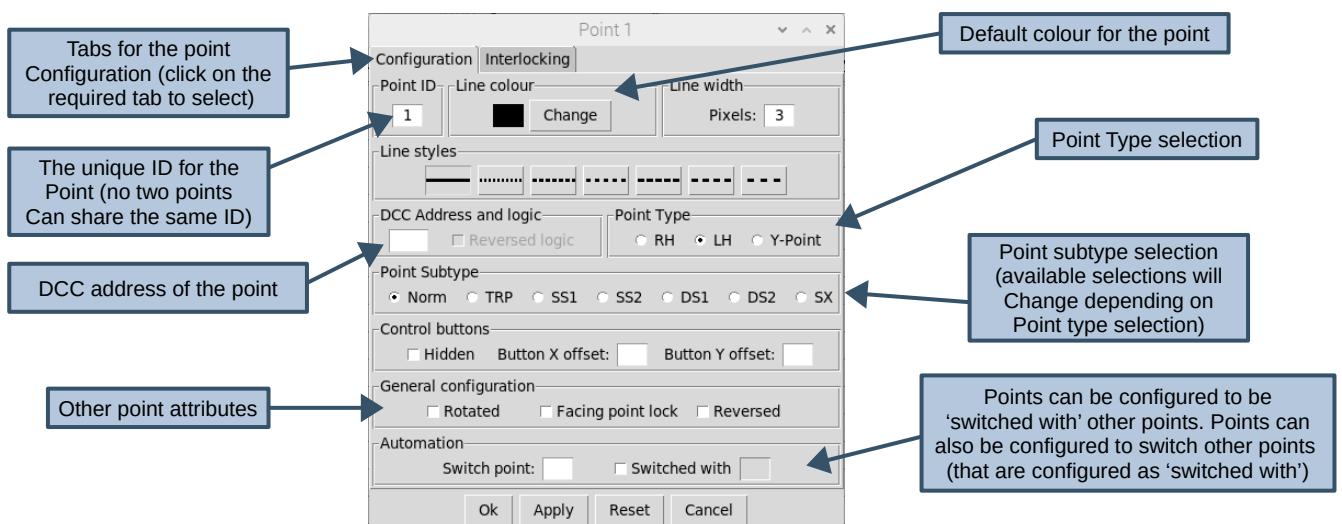 Point 1
Configuration Interlocking
Point ID Line colour Line width
1 Change Pixels: 3
Line styles
DCC Address and logic Point Type
Reversed logic RH LH Y-Point
Point Subtype
Norm TRP SS1 SS2 DS1 DS2 SX
Control buttons
Hidden Button X offset: Button Y offset:
General configuration
Rotated Facing point lock Reversed
Automation
Switch point: Switched with
Ok Apply Reset Cancel
Tabs for the point
Configuration (click on the
required tab to select)
The unique ID for the
Point (no two points
Can share the same ID)
DCC address of the point
Other point attributes
Default colour for the point
Point Type selection
Point subtype selection
(available selections will
Change depending on
Point type selection)
Points can be configured to be
‘switched with’ other points. Points can
also be configured to switch other points
(that are configured as ‘switched with’)